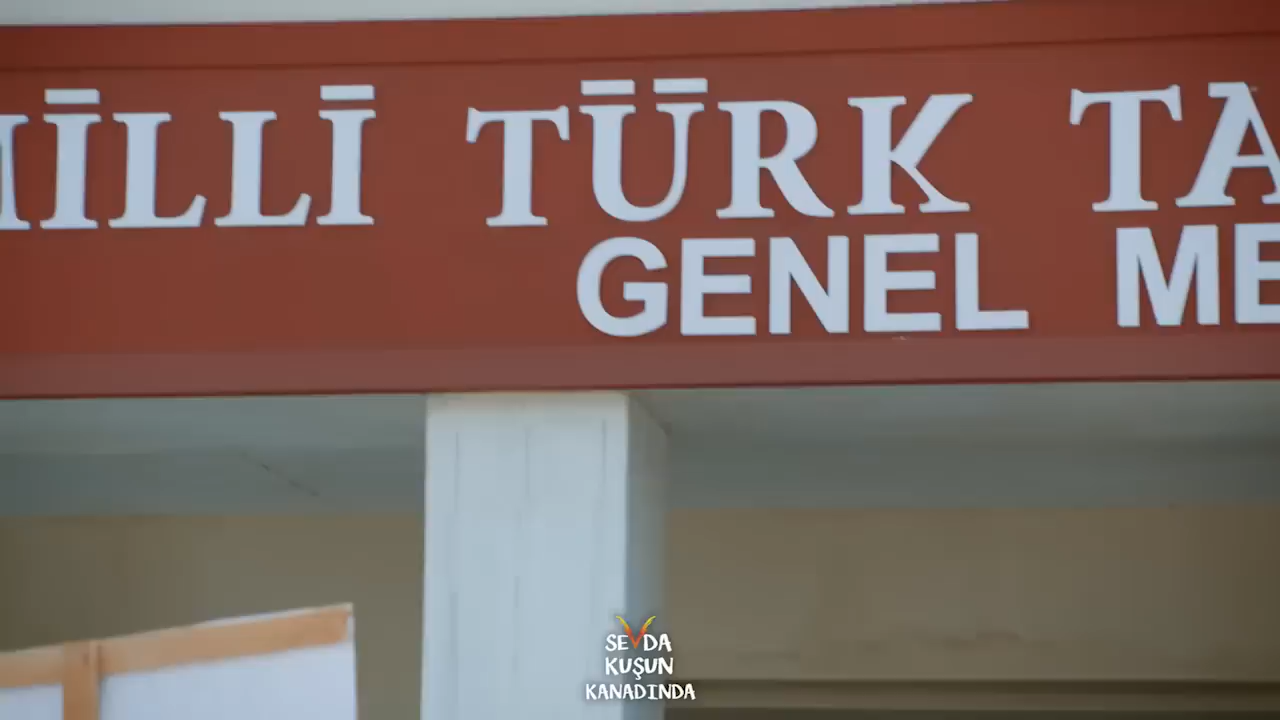 MİLLİ TÜRK TA
GENEL ME
SEVDA
KUŞUN
KANADINDA